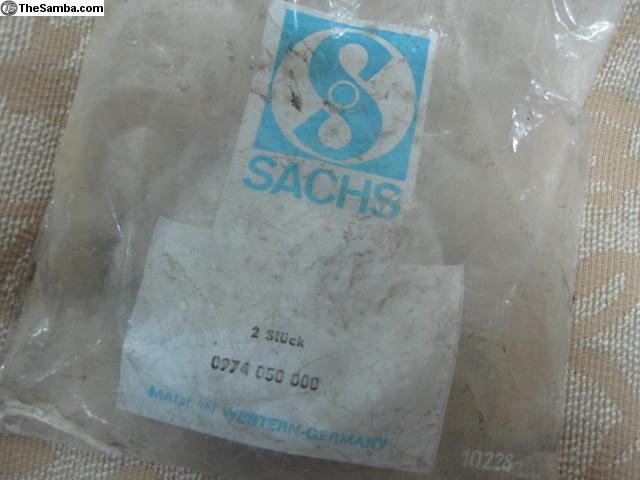 TheSamba.com
SACHS
2 Stück
0974 050 000
MADE IN WESTERN-GERMANY
10228